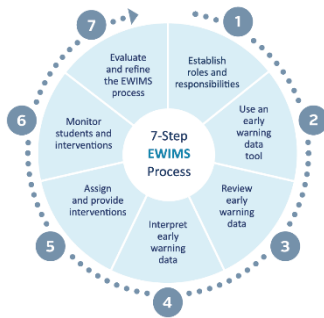 7-Step
EWIMS
Process
1
Establish
roles and
responsibilities
2
Use an
early
warning
data
tool
3
Review
early
warning
data
4
Interpret
early
warning
data
5
Assign
and provide
interventions
6
Monitor
students and
interventions
7
Evaluate
and refine
the EWIMS
process